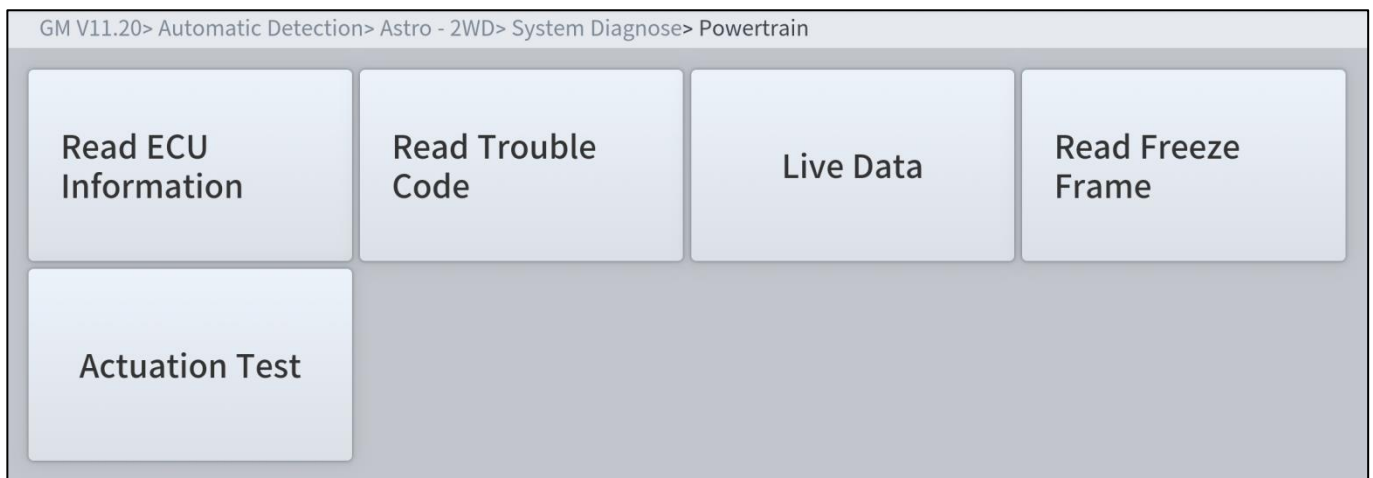 GM V11.20> Automatic Detection> Astro - 2WD> System Diagnose> Powertrain
Read ECU
Information
Read Trouble
Code
Live Data
Read Freeze
Frame
Actuation Test